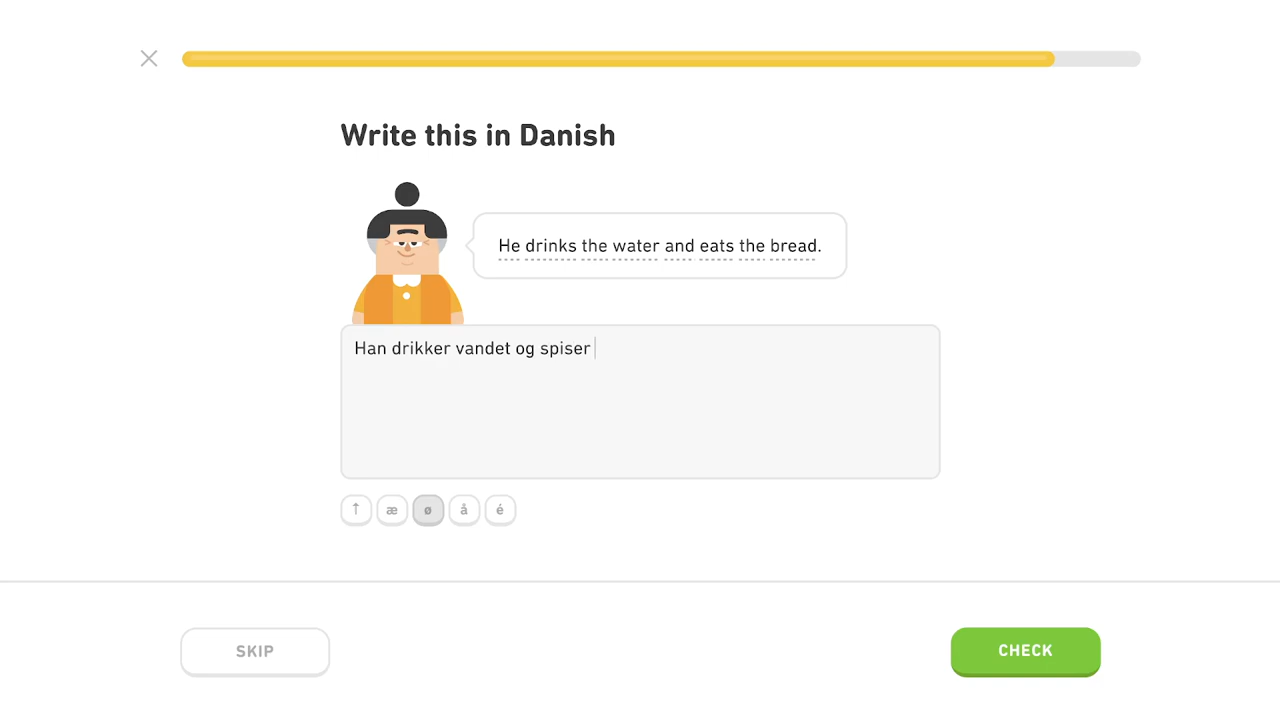 Write this in Danish
He drinks the water and eats the bread.
Han drikker vandet og spiser
↑ æ ø å é
SKIP
CHECK